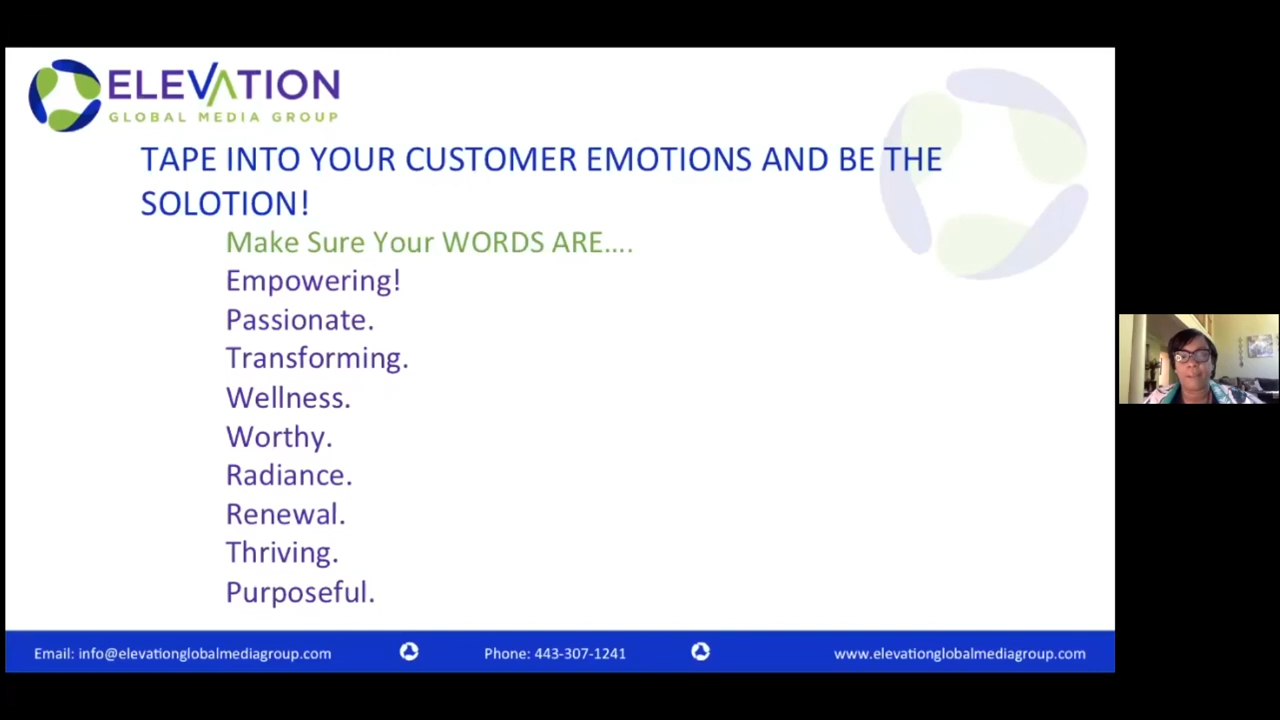 ELEVATION
GLOBAL MEDIA GROUP
TAPE INTO YOUR CUSTOMER EMOTIONS AND BE THE
SOLOTION!
Make Sure Your WORDS ARE....
Empowering!
Passionate.
Transforming.
Wellness.
Worthy.
Radiance.
Renewal.
Thriving.
Purposeful.
Email: info@elevationglobalmediagroup.com
Phone: 443-307-1241
www.elevationglobalmediagroup.com